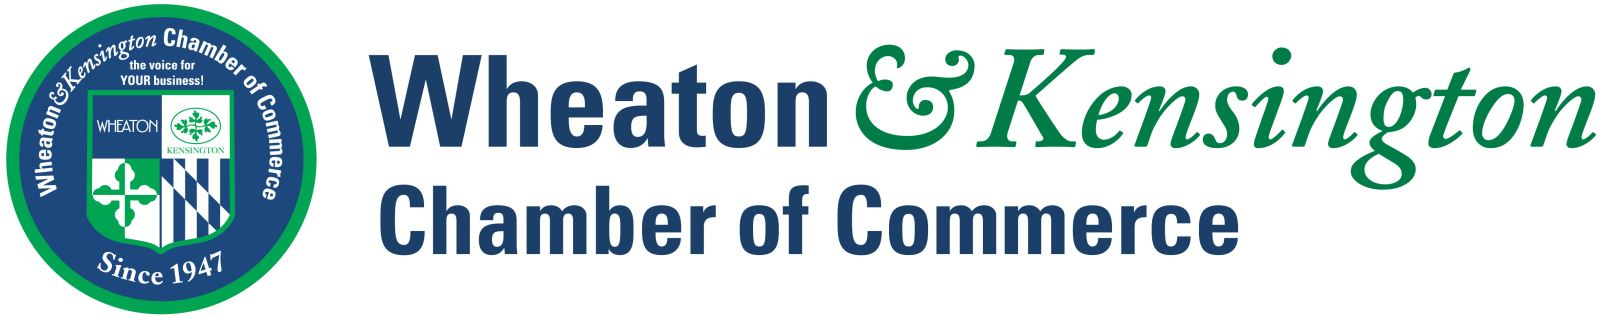 Wheaton & Kensington Chamber of Commerce
the voice for
YOUR business!
WHEATON
KENSINGTON
Since 1947
Wheaton & Kensington
Chamber of Commerce